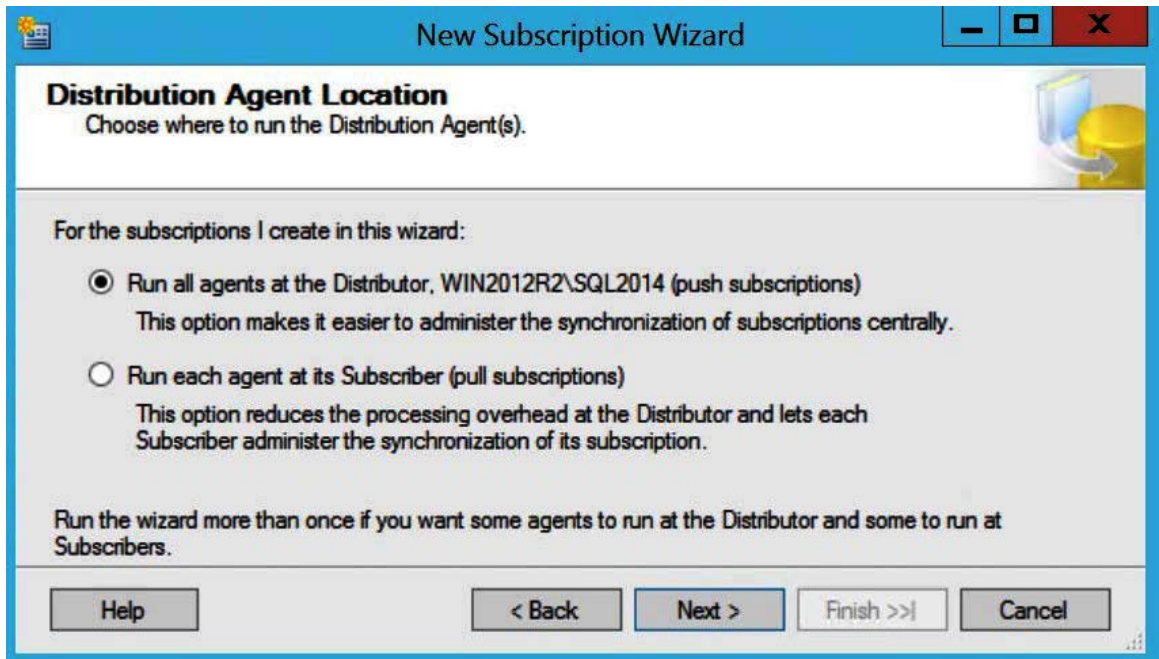 New Subscription Wizard
Distribution Agent Location
Choose where to run the Distribution Agent(s).
For the subscriptions I create in this wizard:
Run all agents at the Distributor, WIN2012R2\SQL2014 (push subscriptions)
This option makes it easier to administer the synchronization of subscriptions centrally.
Run each agent at its Subscriber (pull subscriptions)
This option reduces the processing overhead at the Distributor and lets each
Subscriber administer the synchronization of its subscription.
Run the wizard more than once if you want some agents to run at the Distributor and some to run at
Subscribers.
Help
< Back
Next >
Finish >>|
Cancel